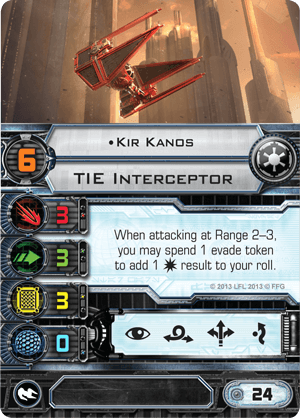 •Kir Kanos
6
TIE Interceptor
3
3
3
0
When attacking at Range 2–3,
you may spend 1 evade token
to add 1 result to your roll.
© 2013 LFL 2013 © FFG
24